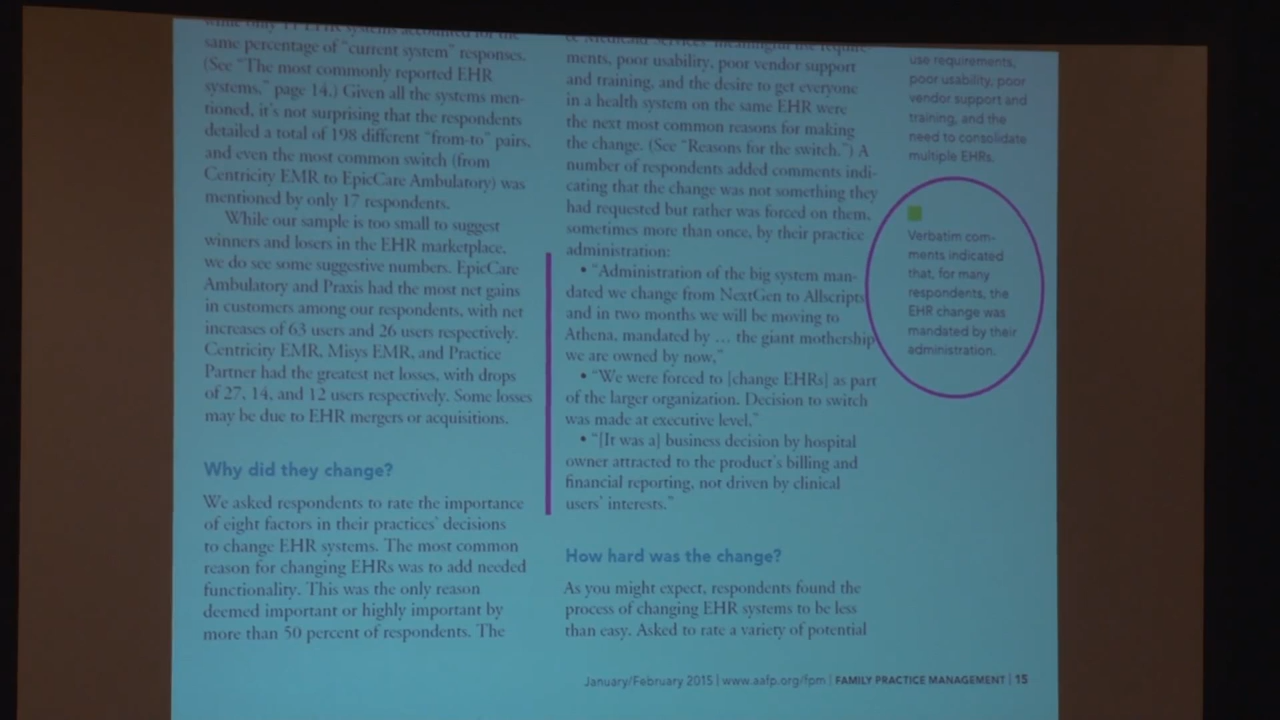 while only 11 EHR systems accounted for the
same percentage of “current system” responses.
(See “The most commonly reported EHR
systems,” page 14.) Given all the systems men-
tioned, it’s not surprising that the respondents
detailed a total of 198 different “from-to” pairs,
and even the most common switch (from
Centricity EMR to EpicCare Ambulatory) was
mentioned by only 17 respondents.
While our sample is too small to suggest
winners and losers in the EHR marketplace,
we do see some suggestive numbers. EpicCare
Ambulatory and Praxis had the most net gains
in customers among our respondents, with net
increases of 63 users and 26 users respectively.
Centricity EMR, Misys EMR, and Practice
Partner had the greatest net losses, with drops
of 27, 14, and 12 users respectively. Some losses
may be due to EHR mergers or acquisitions.
Why did they change?
We asked respondents to rate the importance
of eight factors in their practices’ decisions
to change EHR systems. The most common
reason for changing EHRs was to add needed
functionality. This was the only reason
deemed important or highly important by
more than 50 percent of respondents. The
& Medicaid Services’ meaningful use require-
ments, poor usability, poor vendor support
and training, and the desire to get everyone
in a health system on the same EHR were
the next most common reasons for making
the change. (See “Reasons for the switch.”) A
number of respondents added comments indi-
cating that the change was not something they
had requested but rather was forced on them,
sometimes more than once, by their practice
administration:
• “Administration of the big system man-
dated we change from NextGen to Allscripts
and in two months we will be moving to
Athena, mandated by … the giant mothership
we are owned by now.”
• “We were forced to [change EHRs] as part
of the larger organization. Decision to switch
was made at executive level.”
• “[It was a] business decision by hospital
owner attracted to the product’s billing and
financial reporting, not driven by clinical
users’ interests.”
How hard was the change?
As you might expect, respondents found the
process of changing EHR systems to be less
than easy. Asked to rate a variety of potential
use requirements,
poor usability, poor
vendor support and
training, and the
need to consolidate
multiple EHRs.
Verbatim com-
ments indicated
that, for many
respondents, the
EHR change was
mandated by their
administration.
January/February 2015 | www.aafp.org/fpm | FAMILY PRACTICE MANAGEMENT | 15